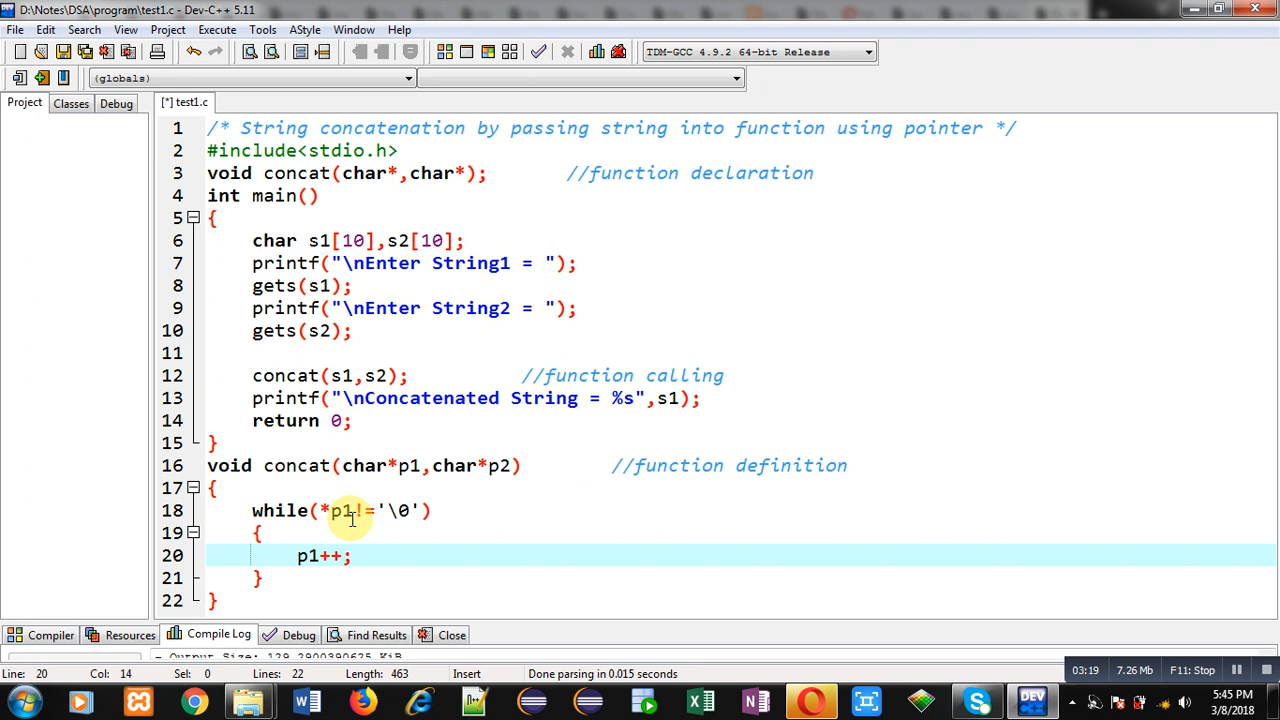 D:\Notes\DSA\program\test1.c - Dev-C++ 5.11
File Edit Search View Project Execute Tools AStyle Window Help
TDM-GCC 4.9.2 64-bit Release
(globals)
Project Classes Debug [*] test1.c
1 /* String concatenation by passing string into function using pointer */
2 #include<stdio.h>
3 void concat(char*,char*); //function declaration
4 int main()
5 {
6 char s1[10],s2[10];
7 printf("\nEnter String1 = ");
8 gets(s1);
9 printf("\nEnter String2 = ");
10 gets(s2);
11
12 concat(s1,s2); //function calling
13 printf("\nConcatenated String = %s",s1);
14 return 0;
15 }
16 void concat(char*p1,char*p2) //function definition
17 {
18 while(*p1!='\0')
19 {
20 p1++;
21 }
22 }
Compiler Resources Compile Log Debug Find Results Close
- Output Size: 129.2900390625 KiB
Line: 20 Col: 14 Sel: 0 Lines: 22 Length: 463 Insert Done parsing in 0.015 seconds
03:19 7.26 Mb F11: Stop
5:45 PM
3/8/2018